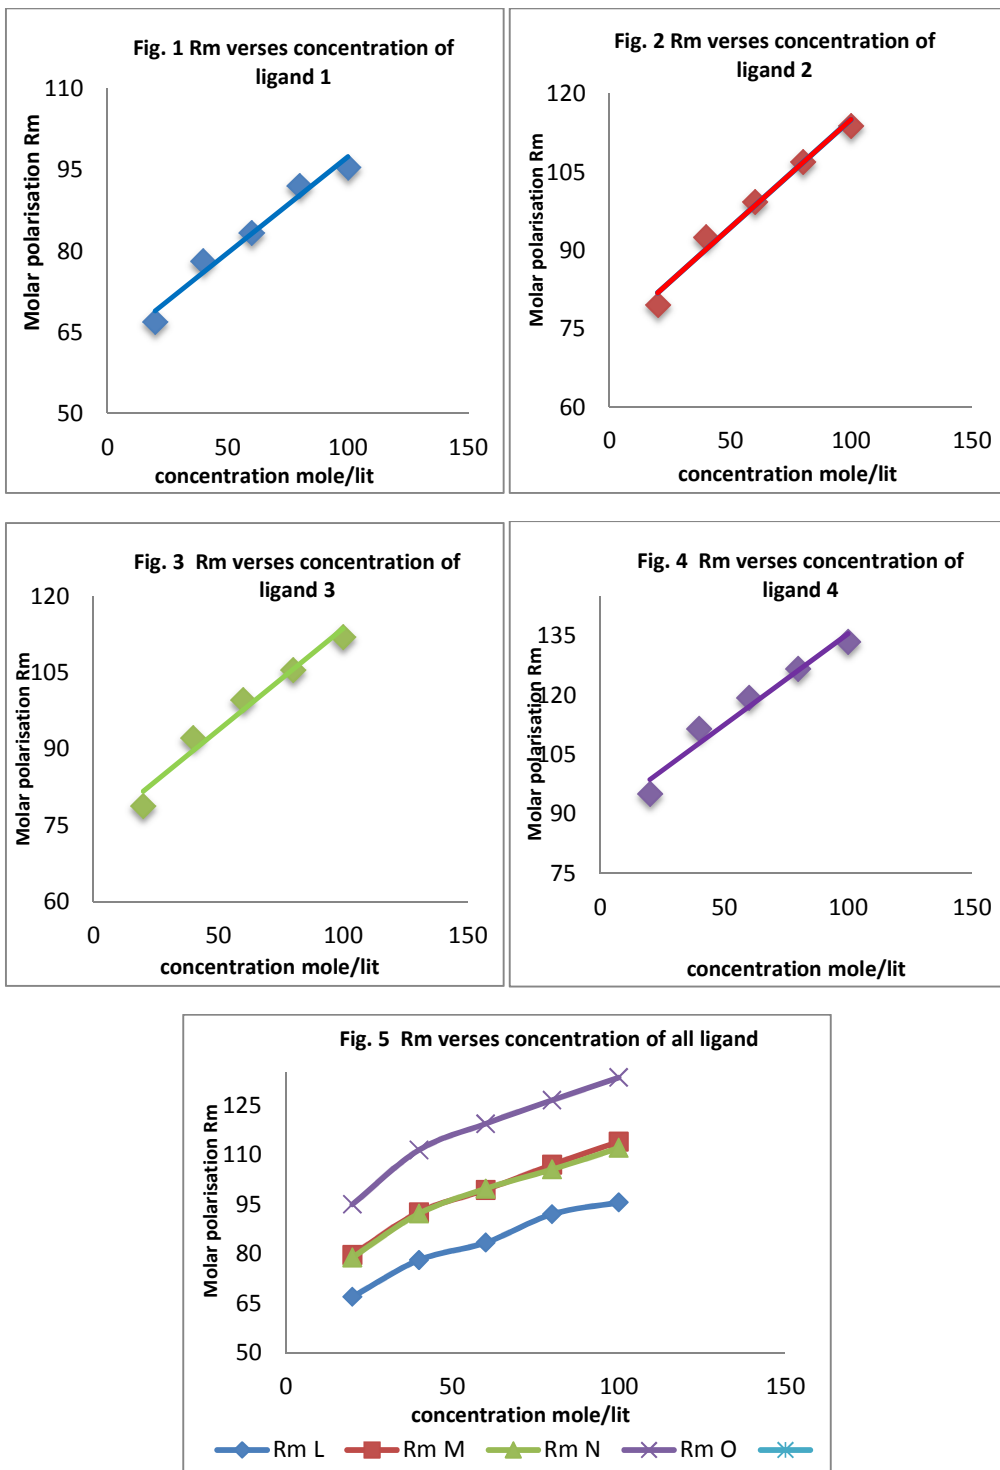 Fig. 1 Rm verses concentration of
ligand 1
Molar polarisation Rm
110
95
80
65
50
0 50 100 150
concentration mole/lit
Fig. 2 Rm verses concentration of
ligand 2
Molar polarisation Rm
120
105
90
75
60
0 50 100 150
concentration mole/lit
Fig. 3 Rm verses concentration of
ligand 3
Molar polarisation Rm
120
105
90
75
60
0 50 100 150
concentration mole/lit
Fig. 4 Rm verses concentration of
ligand 4
Molar polarisation Rm
135
120
105
90
75
0 50 100 150
concentration mole/lit
Fig. 5 Rm verses concentration of all ligand
Molar polarisation Rm
125
110
95
80
65
50
0 50 100 150
concentration mole/lit
Rm L Rm M Rm N Rm O